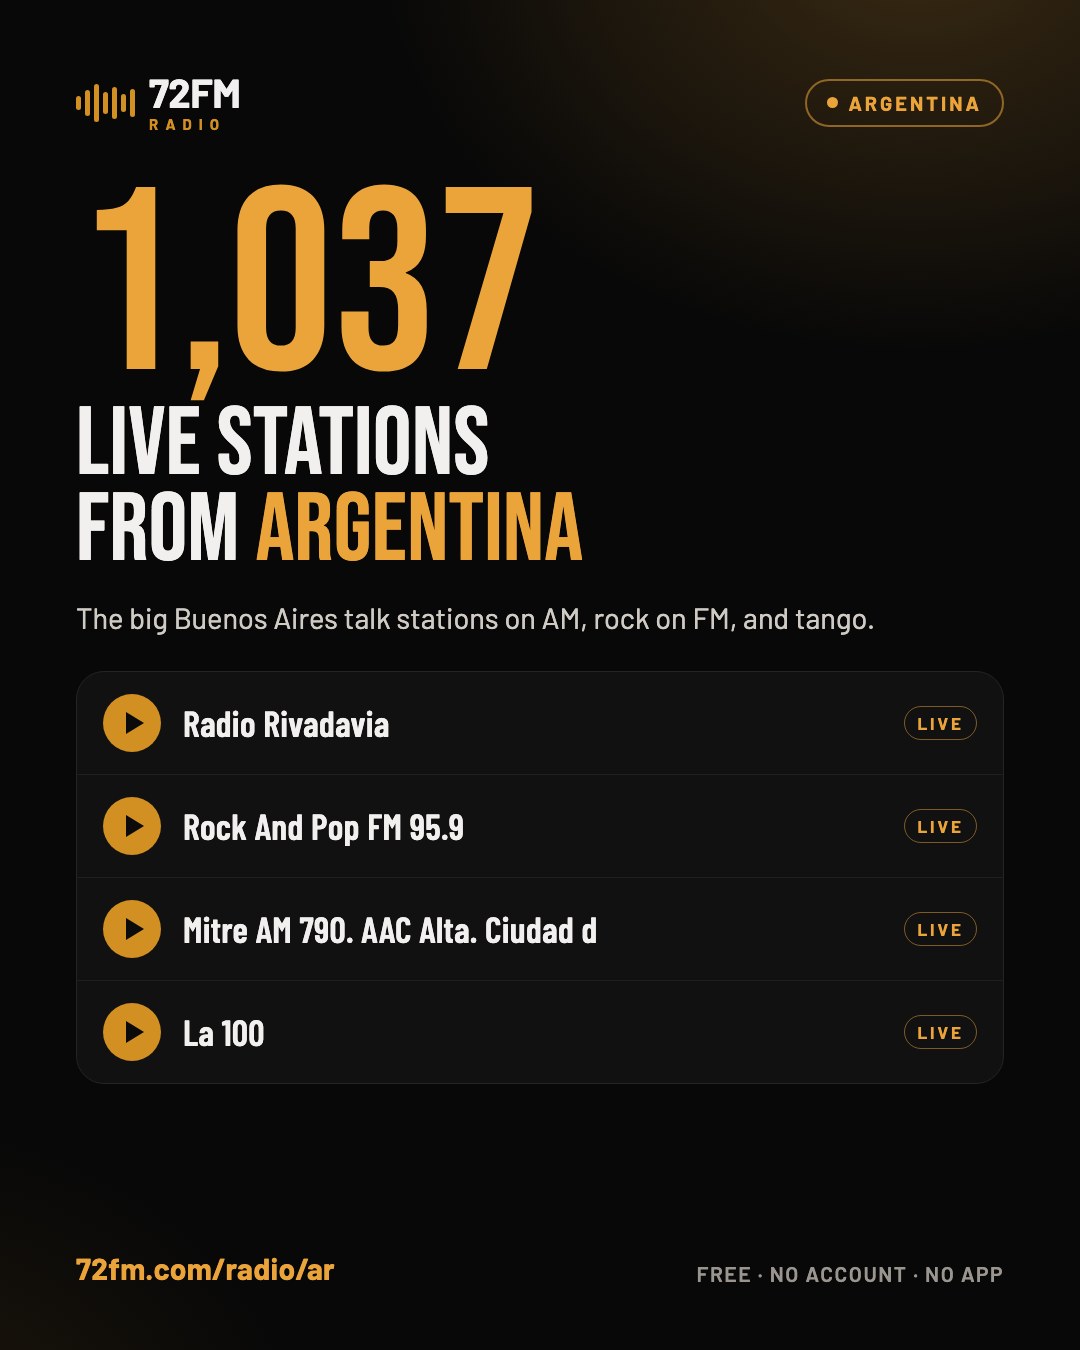 72FM
RADIO
ARGENTINA
1,037
LIVE STATIONS
FROM ARGENTINA
The big Buenos Aires talk stations on AM, rock on FM, and tango.
Radio Rivadavia
LIVE
Rock And Pop FM 95.9
LIVE
Mitre AM 790. AAC Alta. Ciudad d
LIVE
La 100
LIVE
72fm.com/radio/ar
FREE · NO ACCOUNT · NO APP